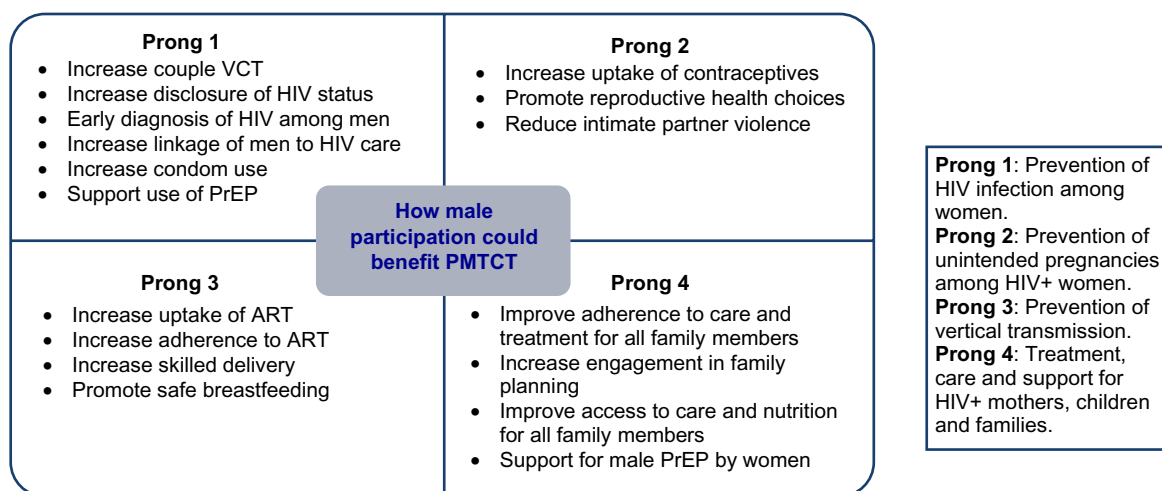 Prong 1
• Increase couple VCT
• Increase disclosure of HIV status
• Early diagnosis of HIV among men
• Increase linkage of men to HIV care
• Increase condom use
• Support use of PrEP
Prong 2
• Increase uptake of contraceptives
• Promote reproductive health choices
• Reduce intimate partner violence
How male
participation could
benefit PMTCT
Prong 3
• Increase uptake of ART
• Increase adherence to ART
• Increase skilled delivery
• Promote safe breastfeeding
Prong 4
• Improve adherence to care and
treatment for all family members
• Increase engagement in family
planning
• Improve access to care and nutrition
for all family members
• Support for male PrEP by women
Prong 1: Prevention of
HIV infection among
women.
Prong 2: Prevention of
unintended pregnancies
among HIV+ women.
Prong 3: Prevention of
vertical transmission.
Prong 4: Treatment,
care and support for
HIV+ mothers, children
and families.